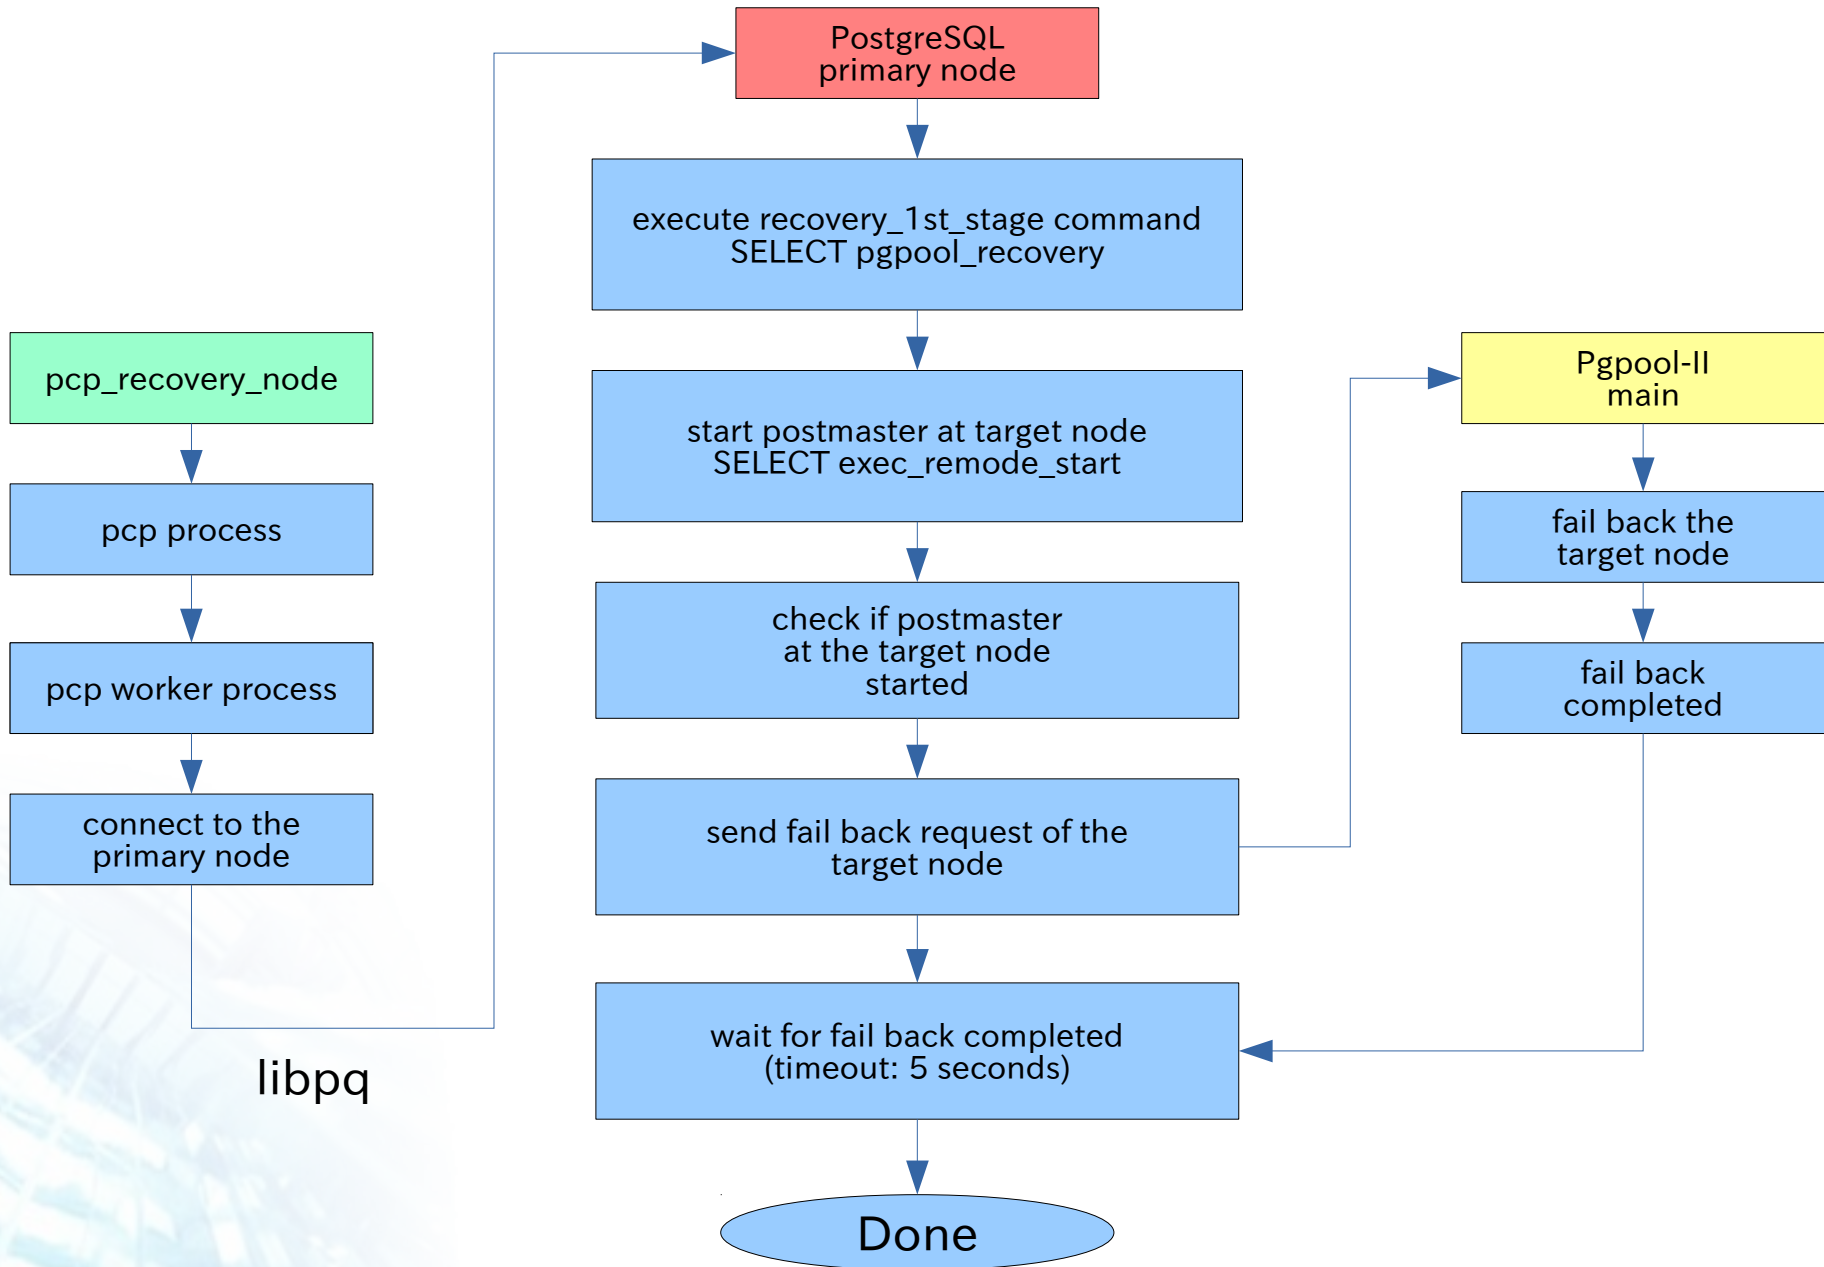 PostgreSQL
primary node
execute recovery_1st_stage command
SELECT pgpool_recovery
start postmaster at target node
SELECT exec_remode_start
check if postmaster
at the target node
started
send fail back request of the
target node
wait for fail back completed
(timeout: 5 seconds)
Done
pcp_recovery_node
pcp process
pcp worker process
connect to the
primary node
libpq
Pgpool-II
main
fail back the
target node
fail back
completed